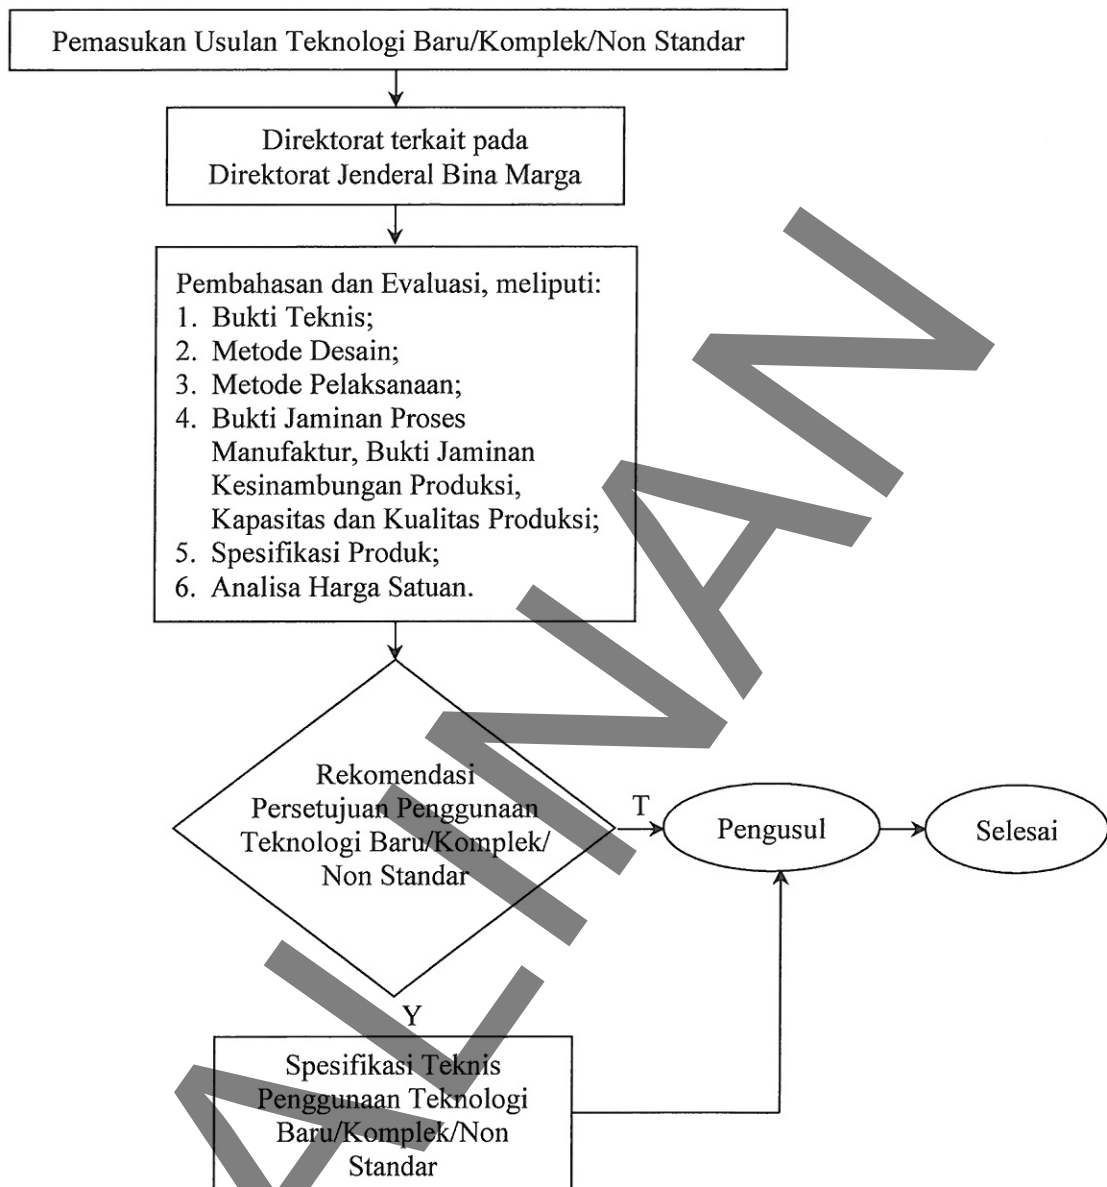 Pemasukan Usulan Teknologi Baru/Komplek/Non Standar
Direktorat terkait pada
Direktorat Jenderal Bina Marga
Pembahasan dan Evaluasi, meliputi:
1. Bukti Teknis;
2. Metode Desain;
3. Metode Pelaksanaan;
4. Bukti Jaminan Proses
Manufaktur, Bukti Jaminan
Kesinambungan Produksi,
Kapasitas dan Kualitas Produksi;
5. Spesifikasi Produk;
6. Analisa Harga Satuan.
Rekomendasi
Persetujuan Penggunaan
Teknologi Baru/Komplek/
Non Standar
T
Pengusul
Selesai
Y
Spesifikasi Teknis
Penggunaan Teknologi
Baru/Komplek/Non
Standar
ALINAN